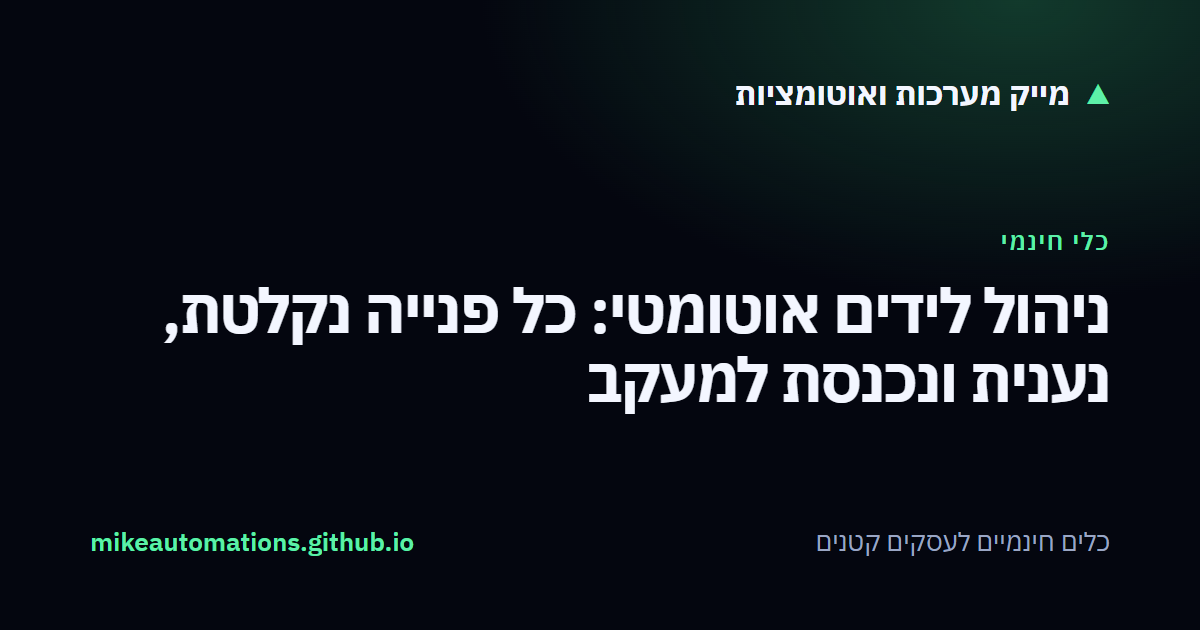 מייק מערכות ואוטומציות
כלי חינמי
ניהול לידים אוטומטי: כל פנייה נקלטת,
נענית ונכנסת למעקב
כלים חינמיים לעסקים קטנים
mikeautomations.github.io